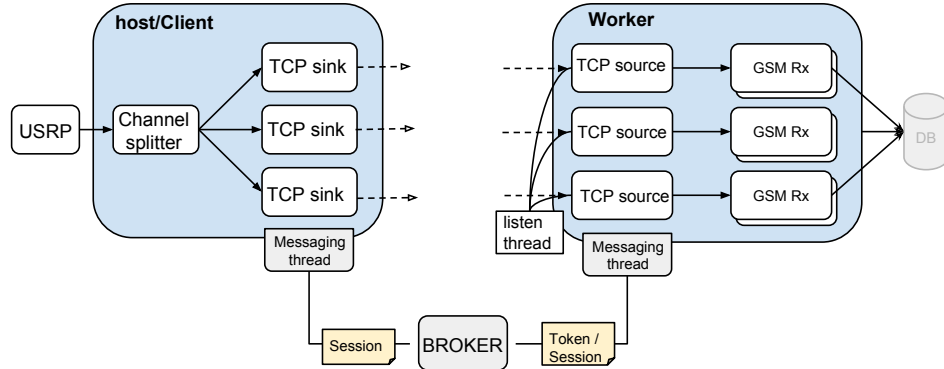 host/Client
Worker
TCP sink
TCP source
GSM Rx
USRP
Channel
splitter
TCP sink
TCP source
GSM Rx
DB
TCP sink
TCP source
GSM Rx
listen
thread
Messaging
thread
Messaging
thread
Session
BROKER
Token /
Session